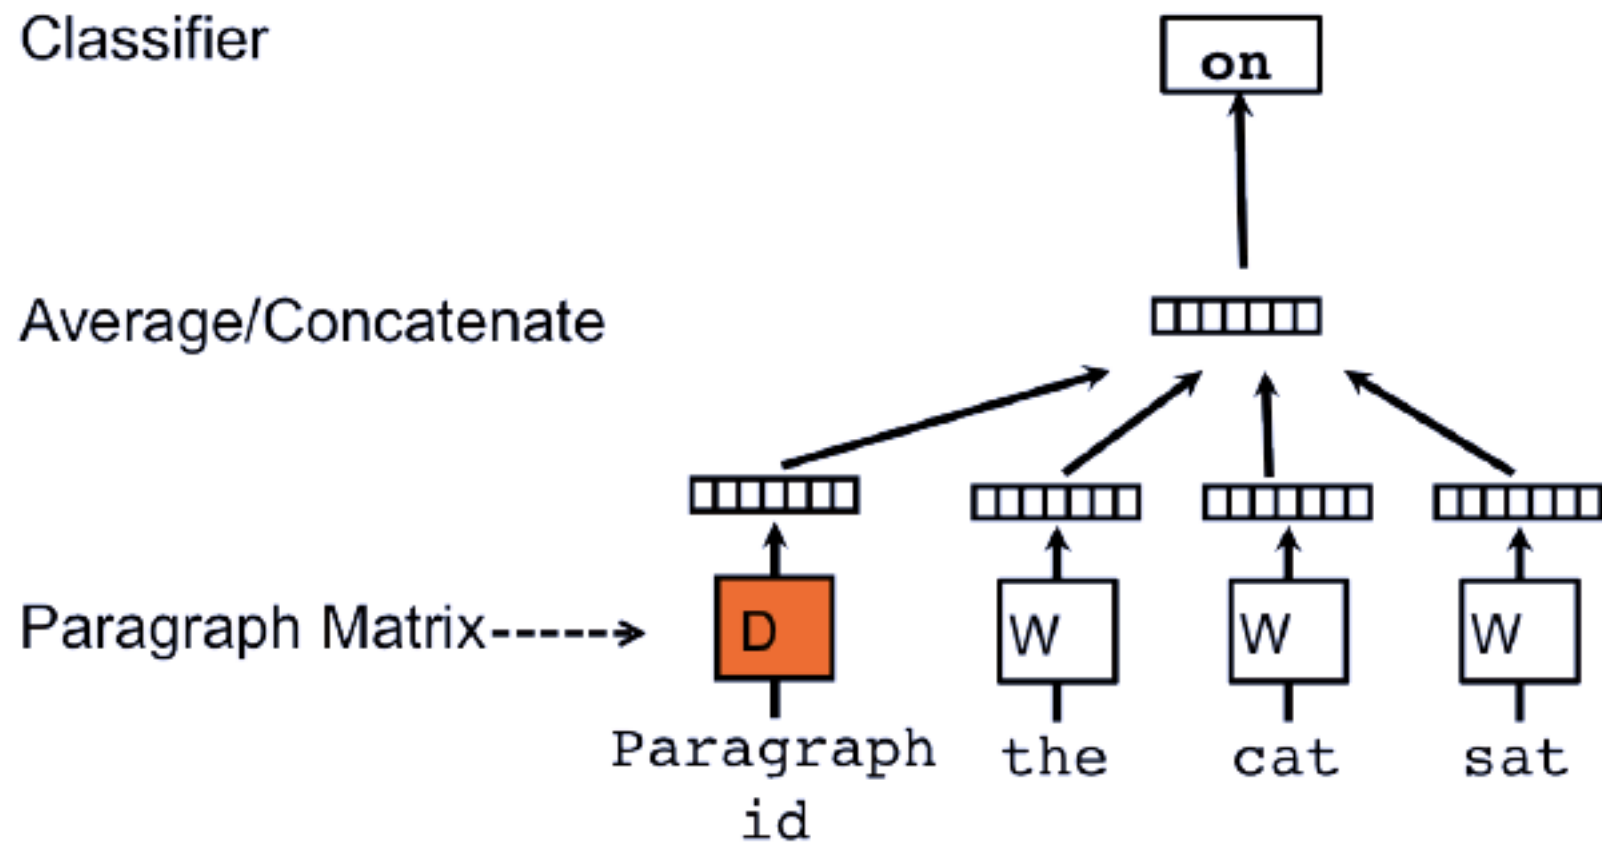 Classifier
on
Average/Concatenate
Paragraph Matrix
D
W
W
W
Paragraph
id
the
cat
sat